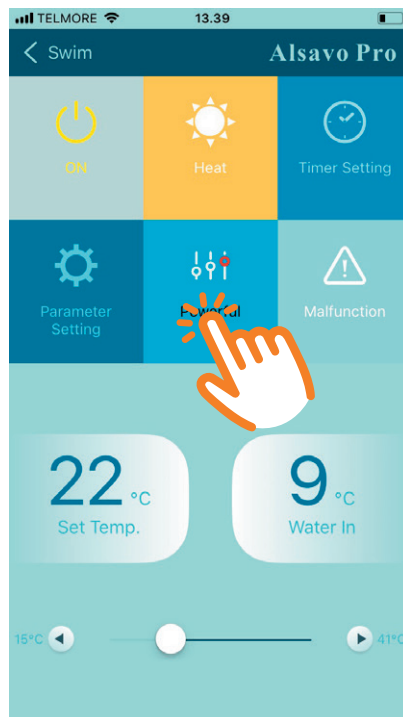 TELMORE 13.39
Swim Alsavo Pro
ON Heat Timer Setting
Parameter Setting
Powerful
Malfunction
22 °C
Set Temp.
9 °C
Water In
15°C 41°C